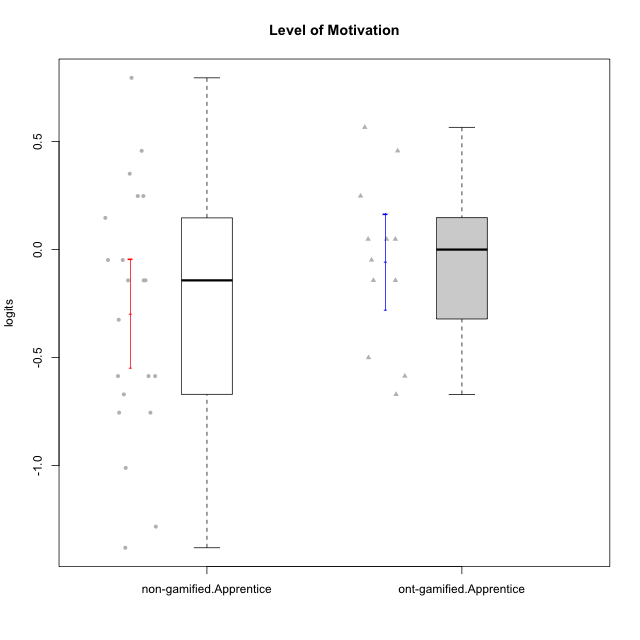 Level of Motivation
logits
0.5
0.0
-0.5
-1.0
non-gamified.Apprentice
ont-gamified.Apprentice